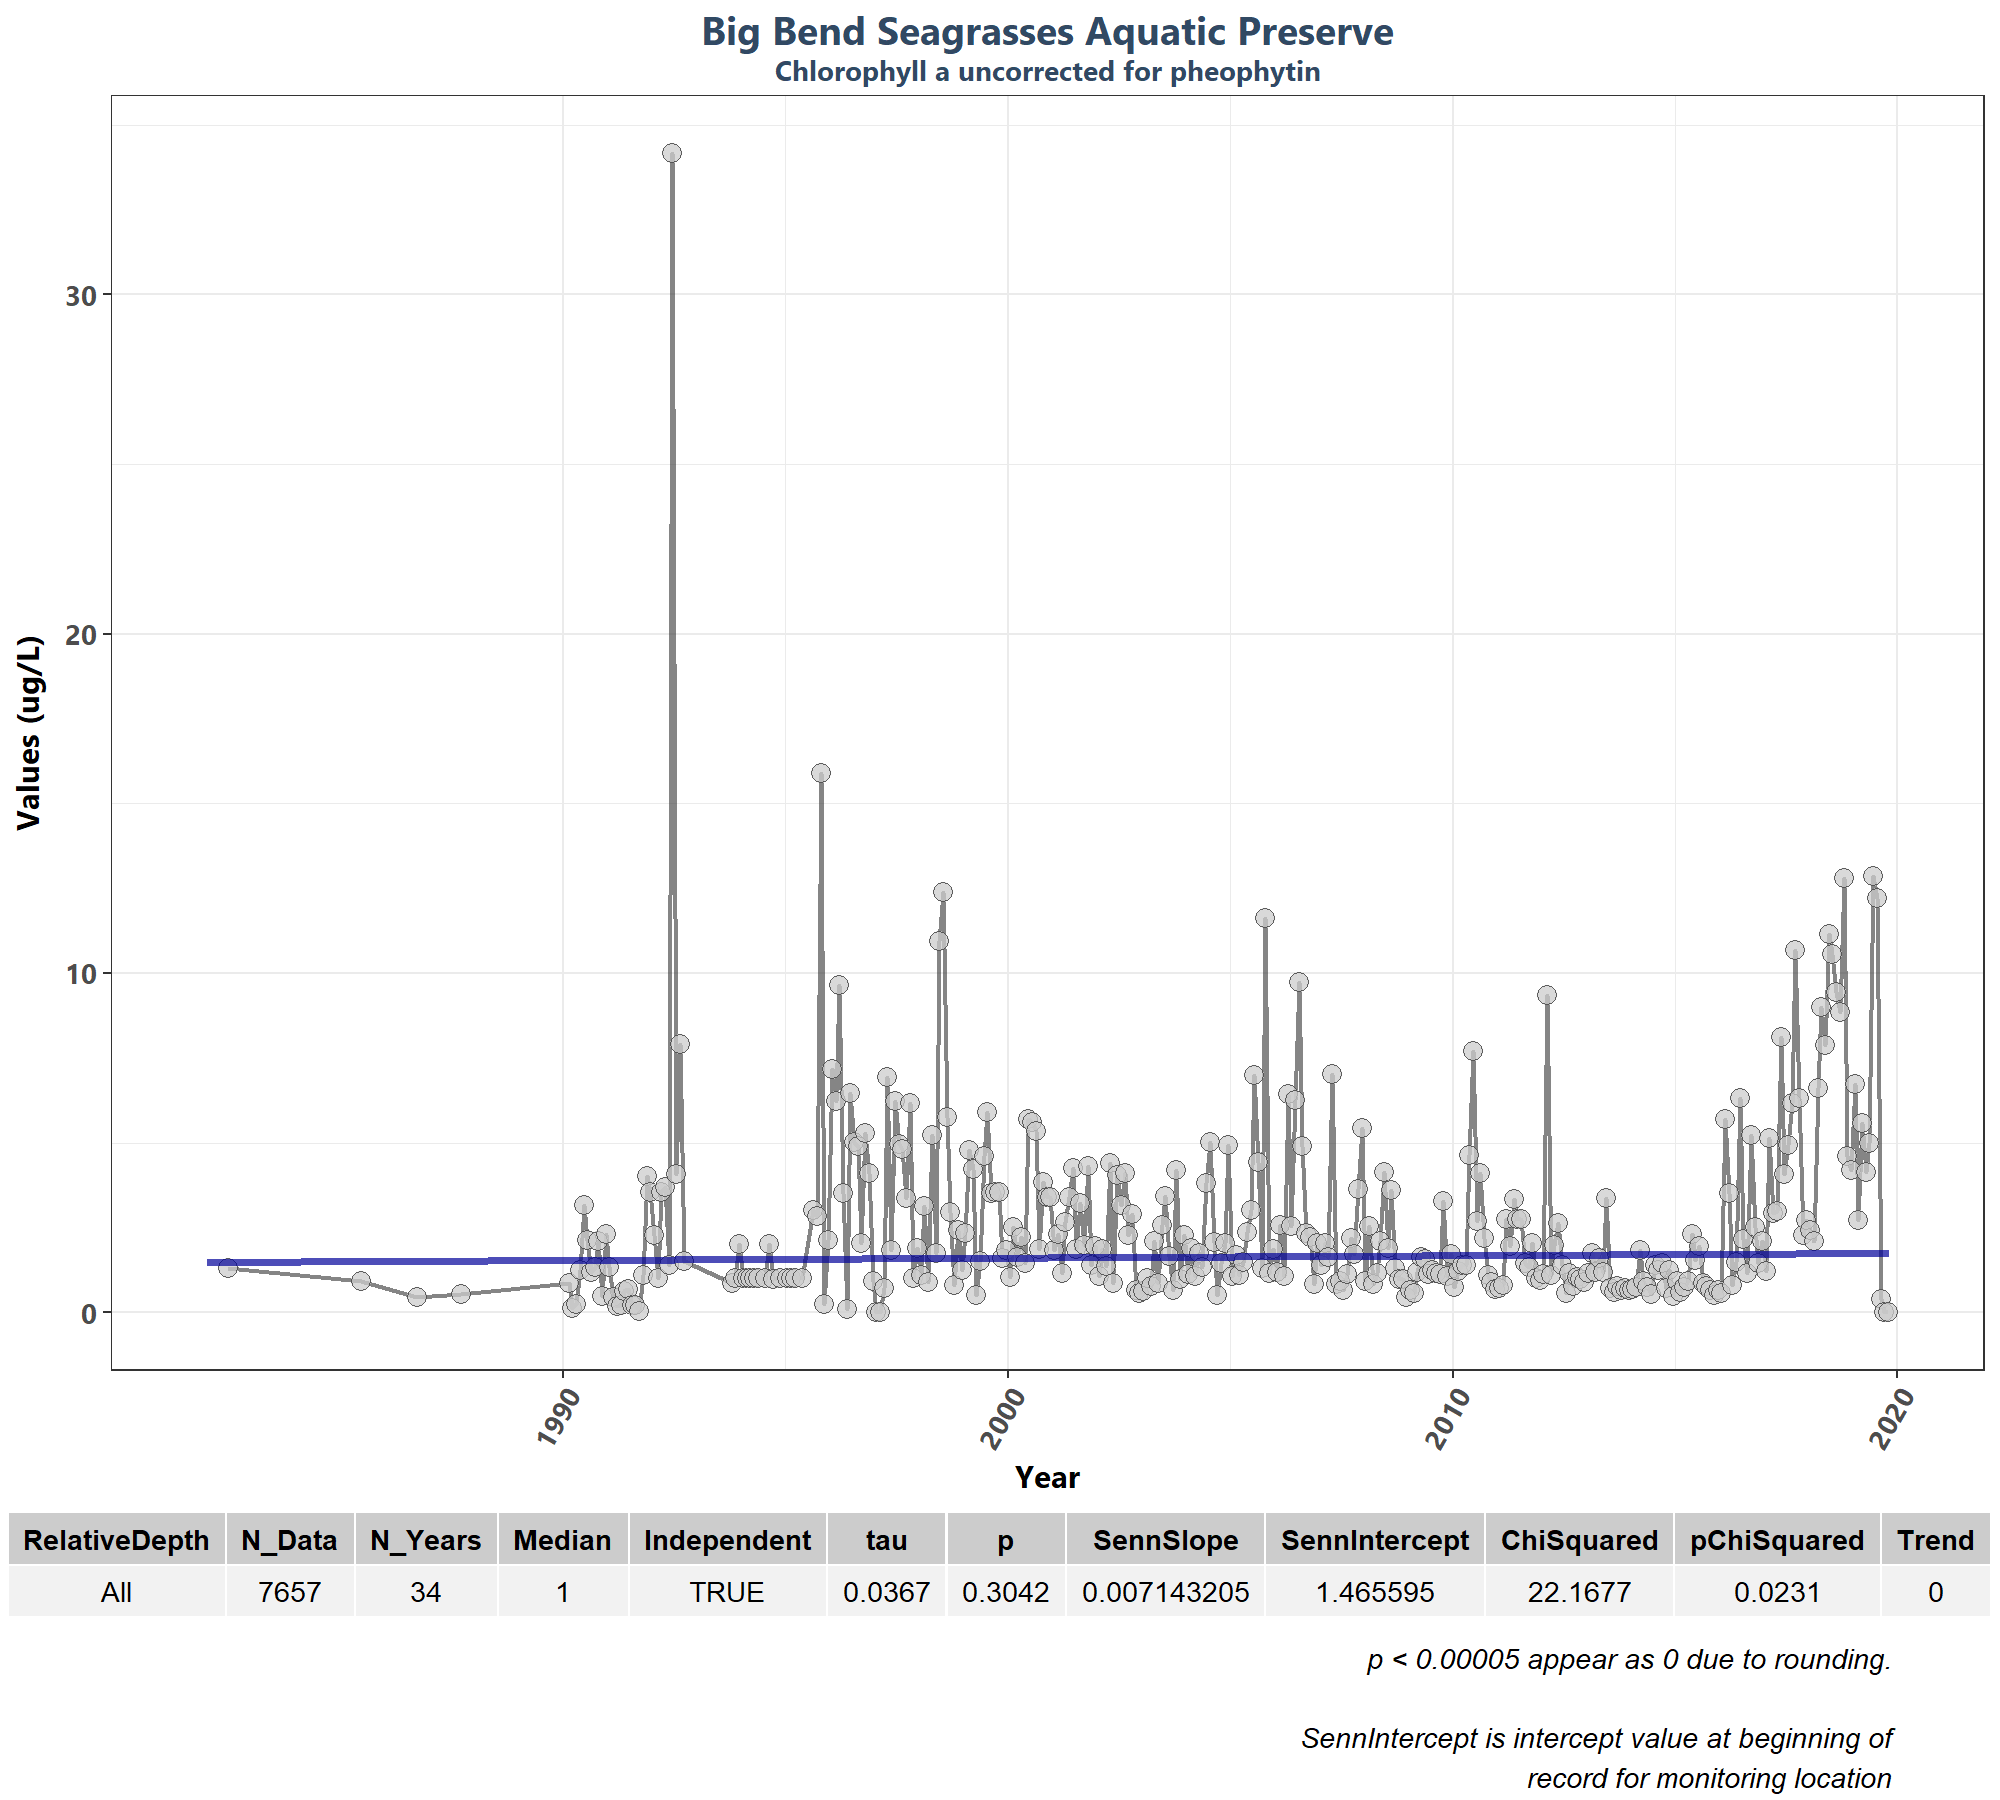 Big Bend Seagrasses Aquatic Preserve
Chlorophyll a uncorrected for pheophytin
Values (ug/L)
30
20
10
0
1990 2000 2010 2020
Year
RelativeDepth N_Data N_Years Median Independent tau p SennSlope SennIntercept ChiSquared pChiSquared Trend
All 7657 34 1 TRUE 0.0367 0.3042 0.007143205 1.465595 22.1677 0.0231 0
p < 0.00005 appear as 0 due to rounding.
SennIntercept is intercept value at beginning of
record for monitoring location